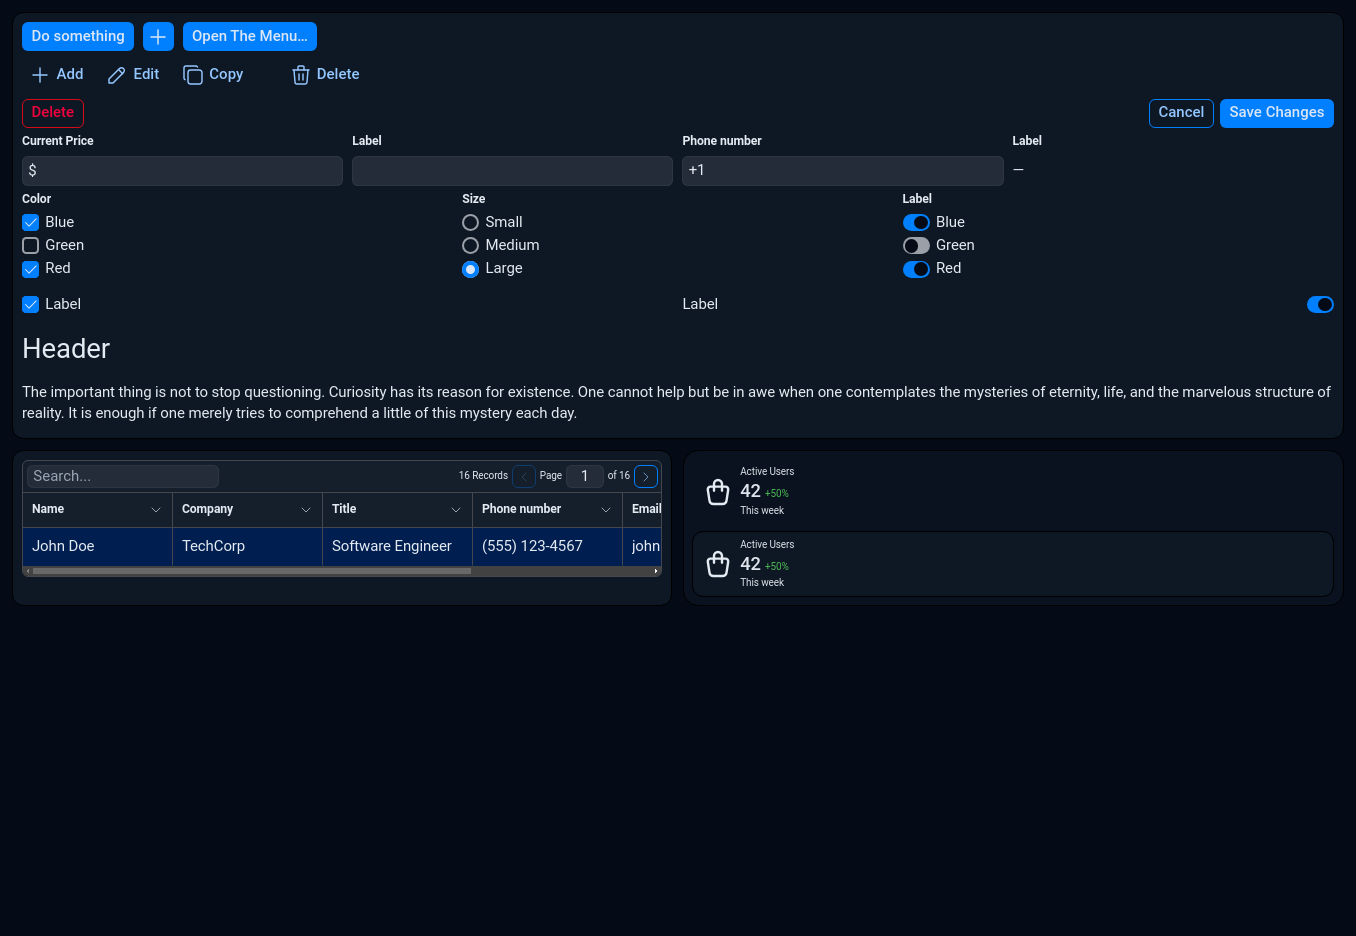 Do something Open The Menu...
Add Edit Copy Delete
Delete Cancel Save Changes
Current Price Label Phone number Label
$ +1 —
Color Size Label
Blue Small Blue
Green Medium Green
Red Large Red
Label Label
Header
The important thing is not to stop questioning. Curiosity has its reason for existence. One cannot help but be in awe when one contemplates the mysteries of eternity, life, and the marvelous structure of
reality. It is enough if one merely tries to comprehend a little of this mystery each day.
Search... 16 Records Page 1 of 16
Name Company Title Phone number Email
John Doe TechCorp Software Engineer (555) 123-4567 john
Active Users
42 +50%
This week
Active Users
42 +50%
This week